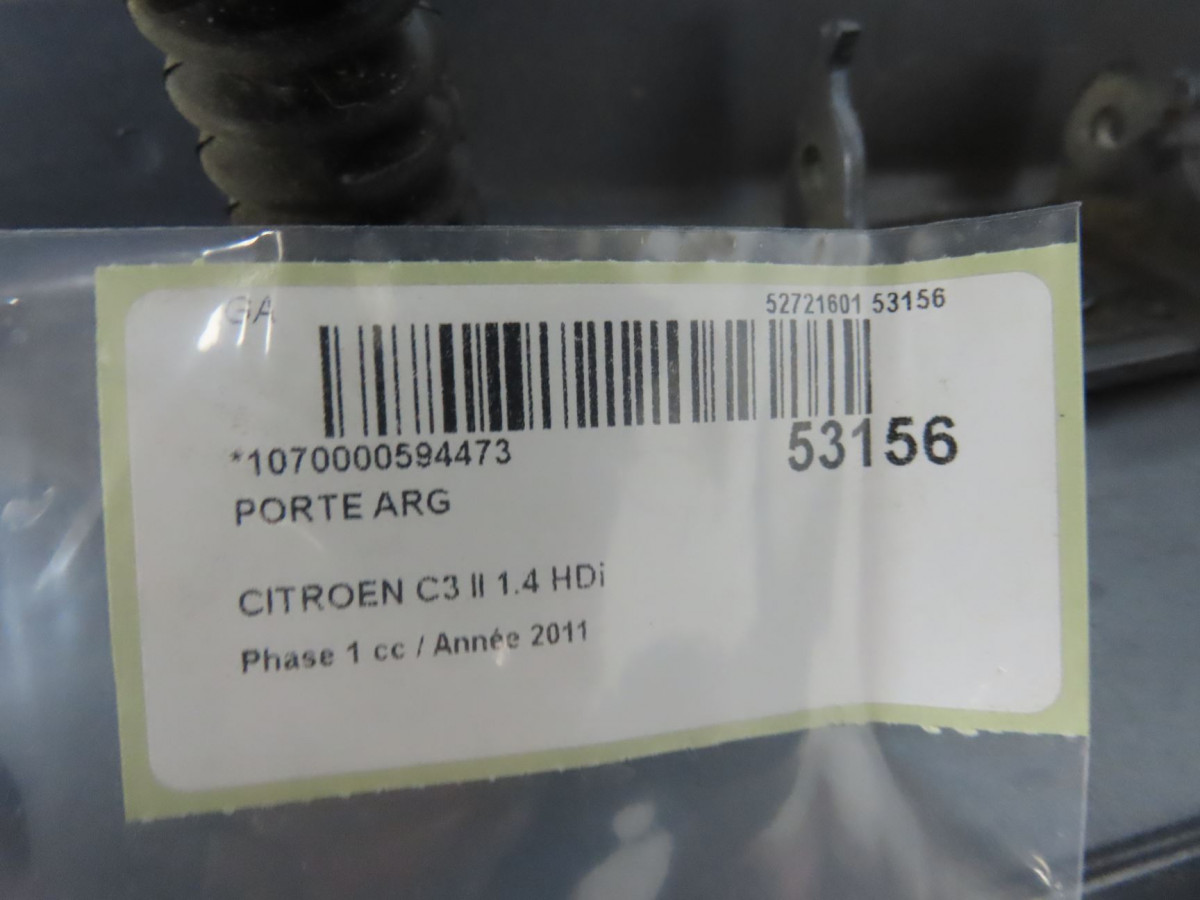 GA 52721601 53156
*1070000594473 53156
PORTE ARG
CITROEN C3 II 1.4 HDi
Phase 1 cc / Année 2011